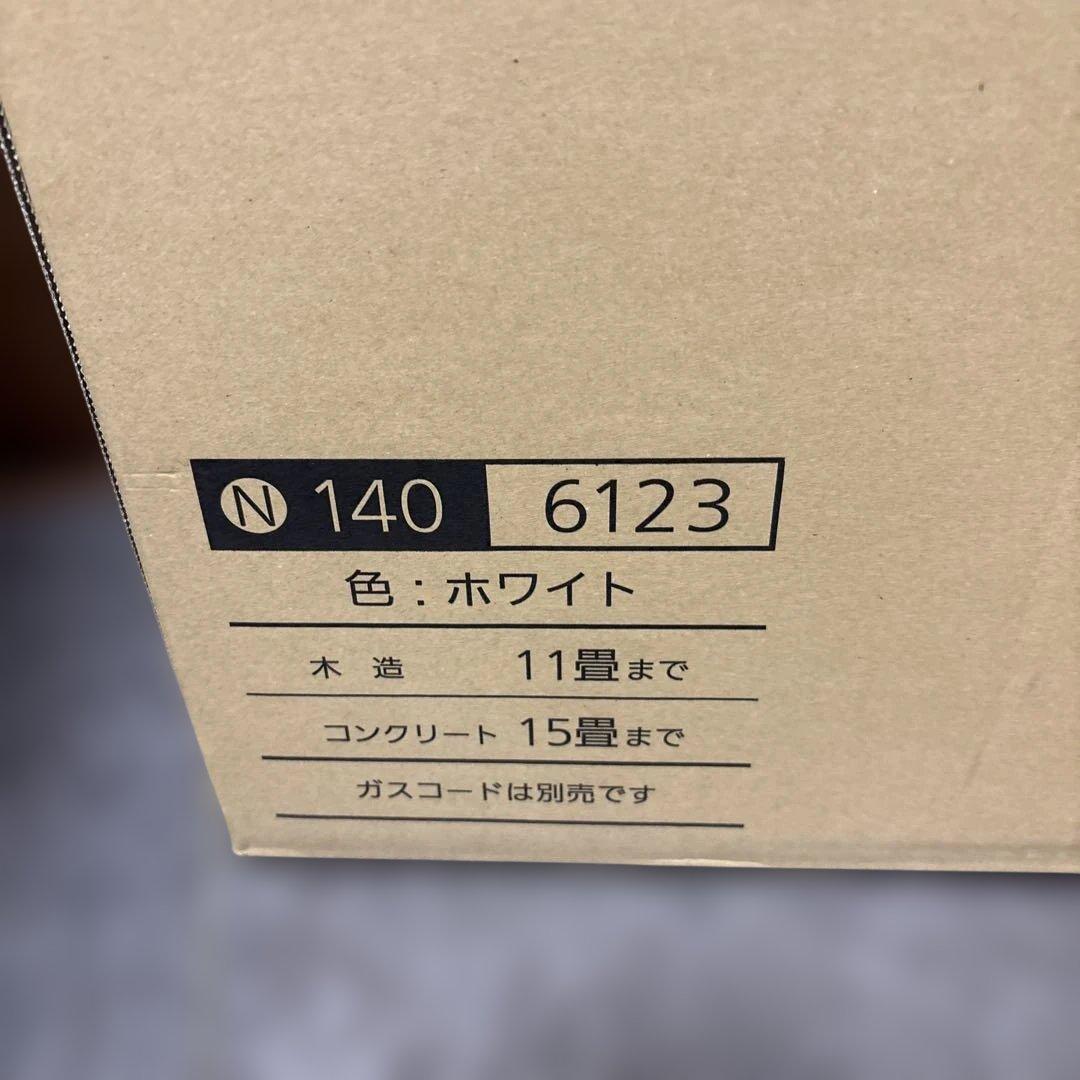 Ⓝ 140 6123
色：ホワイト
木造 11畳まで
コンクリート 15畳まで
ガスコードは別売です